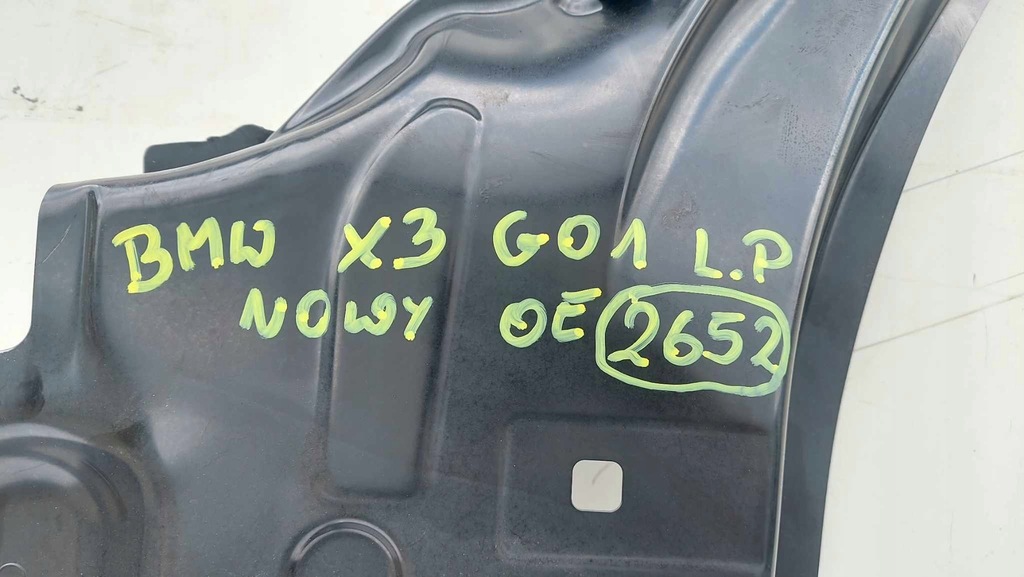 BMW X3 G01 L.P
NOWY OE 2652